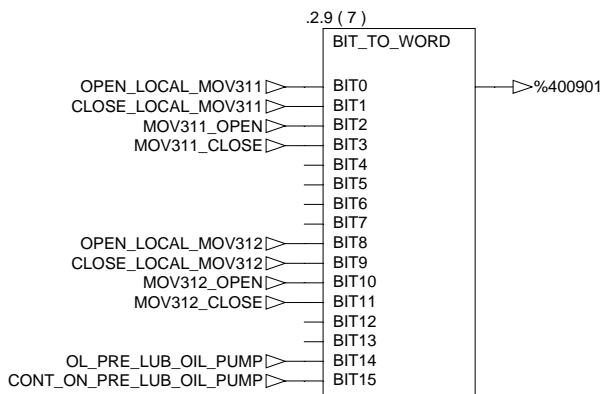 .2.9 ( 7 )
BIT_TO_WORD
OPEN_LOCAL_MOV311 BIT0 %400901
CLOSE_LOCAL_MOV311 BIT1
MOV311_OPEN BIT2
MOV311_CLOSE BIT3
BIT4
BIT5
BIT6
BIT7
OPEN_LOCAL_MOV312 BIT8
CLOSE_LOCAL_MOV312 BIT9
MOV312_OPEN BIT10
MOV312_CLOSE BIT11
BIT12
BIT13
OL_PRE_LUB_OIL_PUMP BIT14
CONT_ON_PRE_LUB_OIL_PUMP BIT15